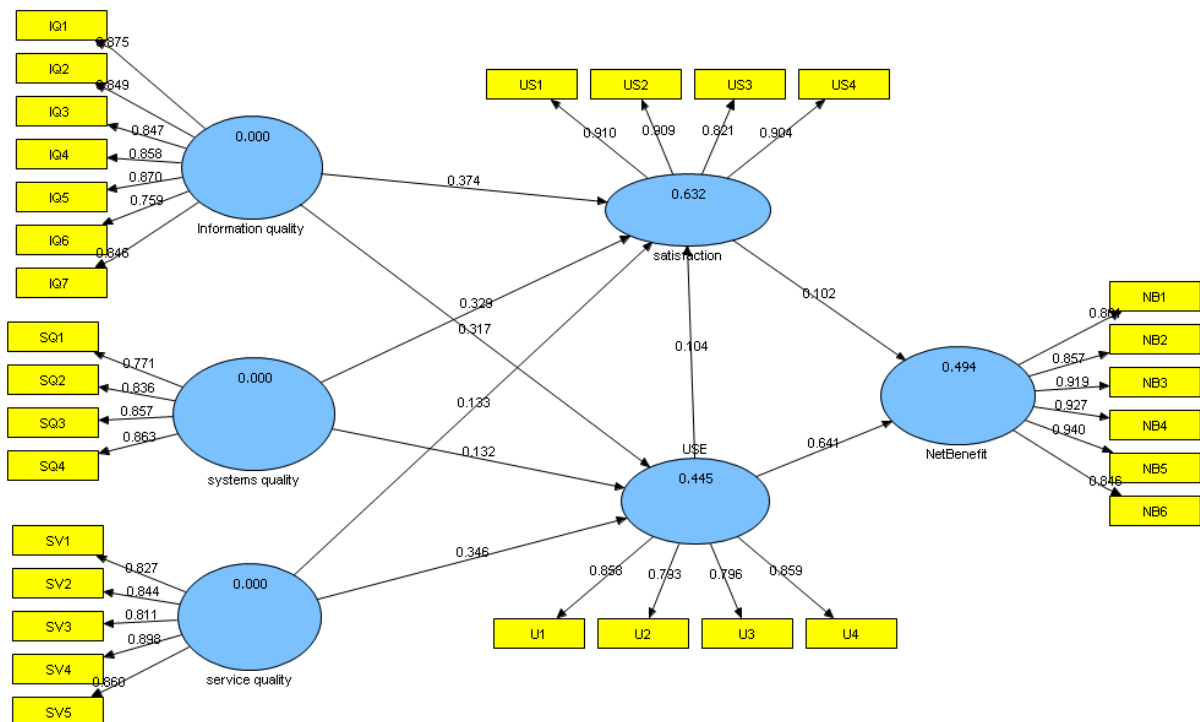 IQ1
IQ2
IQ3
IQ4
IQ5
IQ6
IQ7
0.875
0.849
0.847
0.858
0.870
0.759
0.846
0.000
Information quality
SQ1
SQ2
SQ3
SQ4
0.771
0.836
0.857
0.863
0.000
systems quality
SV1
SV2
SV3
SV4
SV5
0.827
0.844
0.811
0.898
0.860
0.000
service quality
0.374
0.329
0.317
0.133
0.132
0.346
US1
US2
US3
US4
0.910
0.909
0.821
0.904
0.632
satisfaction
0.104
0.102
USE
0.445
0.641
0.858
0.793
0.796
0.859
U1
U2
U3
U4
0.494
NetBenefit
0.857
0.919
0.927
0.940
0.846
NB1
NB2
NB3
NB4
NB5
NB6